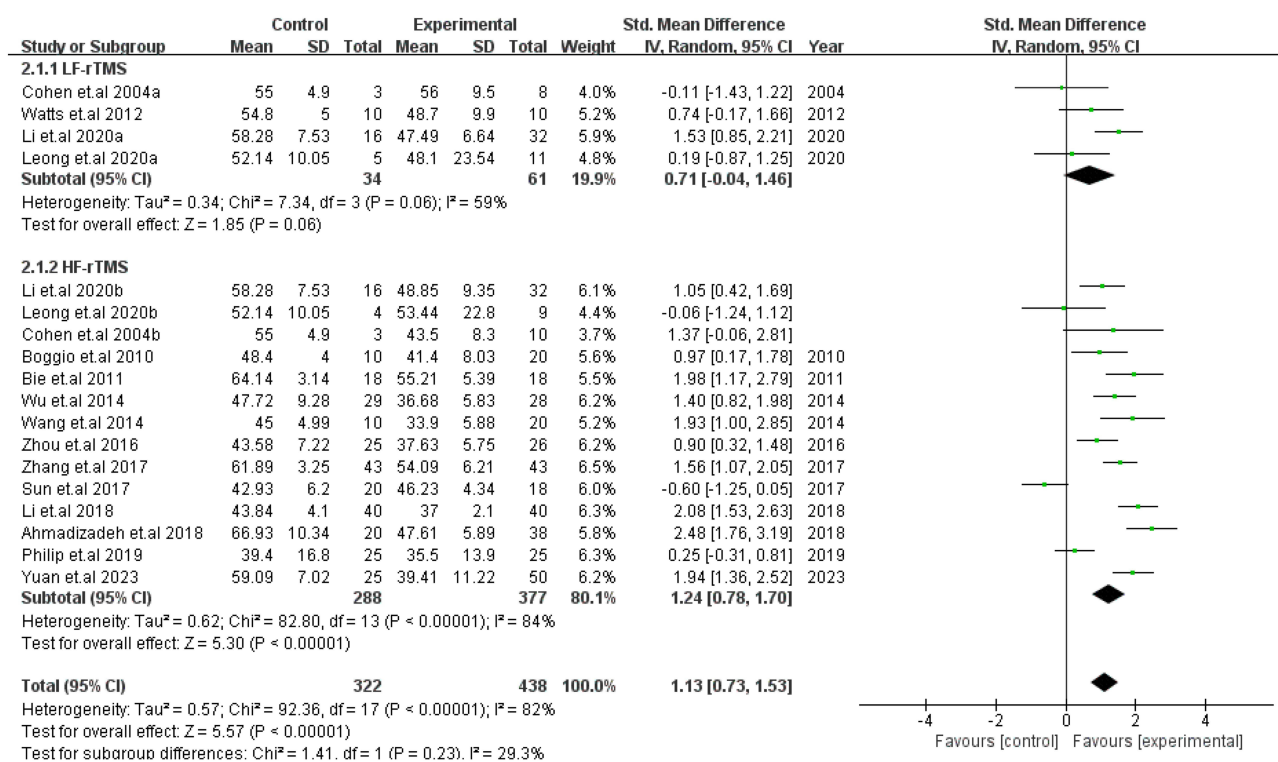 Control Experimental Std. Mean Difference Std. Mean Difference
Study or Subgroup Mean SD Total Mean SD Total Weight IV, Random, 95% CI Year IV, Random, 95% CI
2.1.1 LF-rTMS
Cohen et.al 2004a 55 4.9 3 56 9.5 8 4.0% -0.11 [-1.43, 1.22] 2004
Watts et.al 2012 54.8 5 10 48.7 9.9 10 5.2% 0.74 [-0.17, 1.66] 2012
Li et.al 2020a 58.28 7.53 16 47.49 6.64 32 6.0% 1.53 [0.85, 2.21] 2020
Leong et.al 2020a 52.14 10.05 5 48.1 23.54 11 4.8% 0.19 [-0.87, 1.25] 2020
Subtotal (95% CI) 34 61 19.9% 0.71 [-0.04, 1.46]
Heterogeneity: Tau² = 0.34; Chi² = 7.34, df = 3 (P = 0.06); I² = 59%
Test for overall effect: Z = 1.85 (P = 0.06)
2.1.2 HF-rTMS
Li et.al 2020b 58.28 7.53 16 48.85 9.35 32 6.1% 1.05 [0.42, 1.69]
Leong et.al 2020b 52.14 10.05 4 53.44 22.8 9 4.4% -0.06 [-1.24, 1.12]
Cohen et.al 2004b 55 4.9 3 43.5 8.3 10 3.7% 1.37 [-0.06, 2.81]
Boggio et.al 2010 48.4 4 10 41.4 8.03 20 5.6% 0.97 [0.17, 1.78] 2010
Bie et.al 2011 64.14 3.14 18 55.21 5.39 18 5.5% 1.98 [1.17, 2.79] 2011
Wu et.al 2014 47.72 9.28 29 36.68 5.83 28 6.2% 1.40 [0.82, 1.98] 2014
Wang et.al 2014 45 4.99 10 33.9 5.88 20 5.2% 1.93 [1.00, 2.85] 2014
Zhou et.al 2016 43.58 7.22 25 37.63 5.75 26 6.2% 0.90 [0.32, 1.48] 2016
Zhang et.al 2017 61.89 3.25 43 54.09 6.21 43 6.5% 1.56 [1.07, 2.05] 2017
Sun et.al 2017 42.93 6.2 20 46.23 4.34 18 6.0% -0.60 [-1.25, 0.05] 2017
Li et.al 2018 43.84 4.1 40 37 2.1 40 6.3% 2.08 [1.53, 2.63] 2018
Ahmadizadeh et.al 2018 66.93 10.34 20 47.61 5.89 38 5.8% 2.48 [1.76, 3.19] 2018
Philip et.al 2019 39.4 16.8 25 35.5 13.9 25 6.3% 0.25 [-0.31, 0.81] 2019
Yuan et.al 2023 59.09 7.02 25 39.41 11.22 50 6.2% 1.94 [1.36, 2.52] 2023
Subtotal (95% CI) 288 377 80.1% 1.24 [0.78, 1.70]
Heterogeneity: Tau² = 0.62; Chi² = 82.80, df = 13 (P < 0.00001); I² = 84%
Test for overall effect: Z = 5.30 (P < 0.00001)
Total (95% CI) 322 438 100.0% 1.13 [0.73, 1.53]
Heterogeneity: Tau² = 0.57; Chi² = 92.36, df = 17 (P < 0.00001); I² = 82%
Test for overall effect: Z = 5.57 (P < 0.00001)
Test for subgroup differences: Chi² = 1.41, df = 1 (P = 0.23), I² = 29.3%
-4 -2 0 2 4
Favours [control] Favours [experimental]